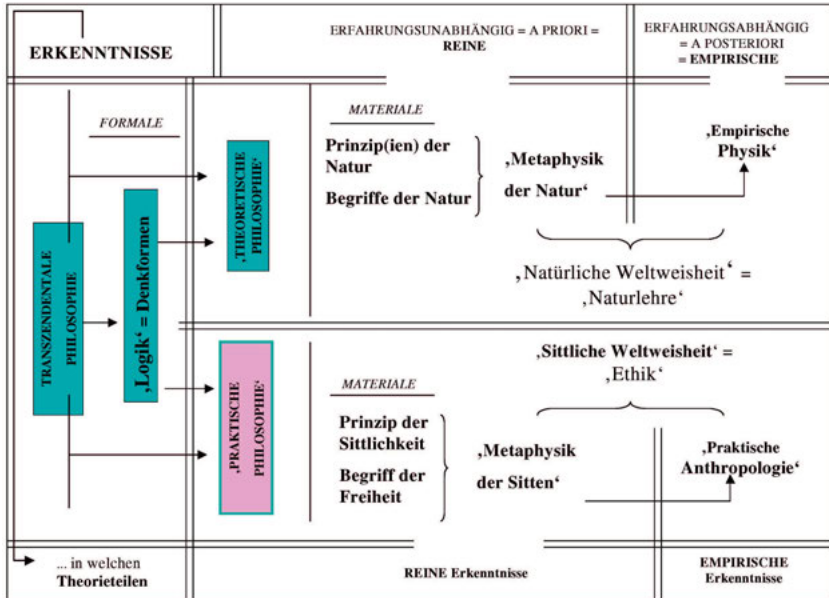 ERKENNTNISSE
ERFAHRUNGSUNABHÄNGIG = A PRIORI =
REINE
ERFAHRUNGSABHÄNGIG
= A POSTERIORI
= EMPIRISCHE
FORMALE
TRANSZENDENTALE
PHILOSOPHIE
‚Logik‘ = Denkformen
‚THEORETISCHE
PHILOSOPHIE‘
MATERIALE
Prinzip(ien) der
Natur
Begriffe der Natur
‚Metaphysik
der Natur‘
‚Empirische
Physik‘
‚Natürliche Weltweisheit‘ =
‚Naturlehre‘
‚PRAKTISCHE
PHILOSOPHIE‘
MATERIALE
Prinzip der
Sittlichkeit
Begriff der
Freiheit
‚Sittliche Weltweisheit‘ =
‚Ethik‘
‚Metaphysik
der Sitten‘
‚Praktische
Anthropologie‘
... in welchen
Theorieteilen
REINE Erkenntnisse
EMPIRISCHE
Erkenntnisse